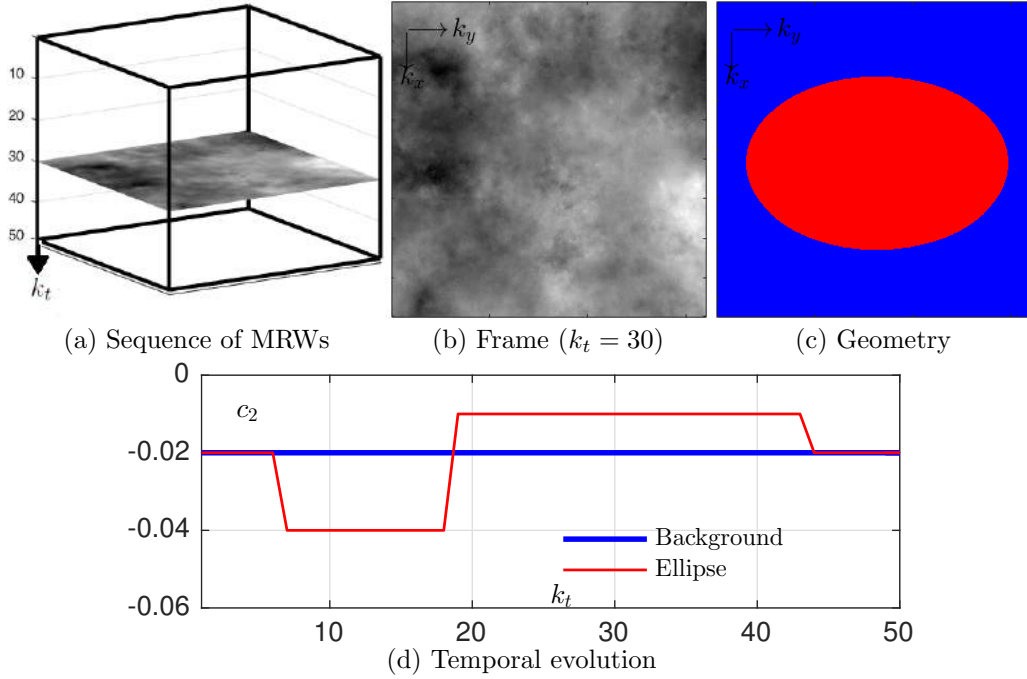 10
20
30
40
50
k_t
k_y
k_x
k_y
k_x
(a) Sequence of MRWs
(b) Frame (k_t = 30)
(c) Geometry
0
-0.02
-0.04
-0.06
c_2
Background
Ellipse
k_t
10
20
30
40
50
(d) Temporal evolution